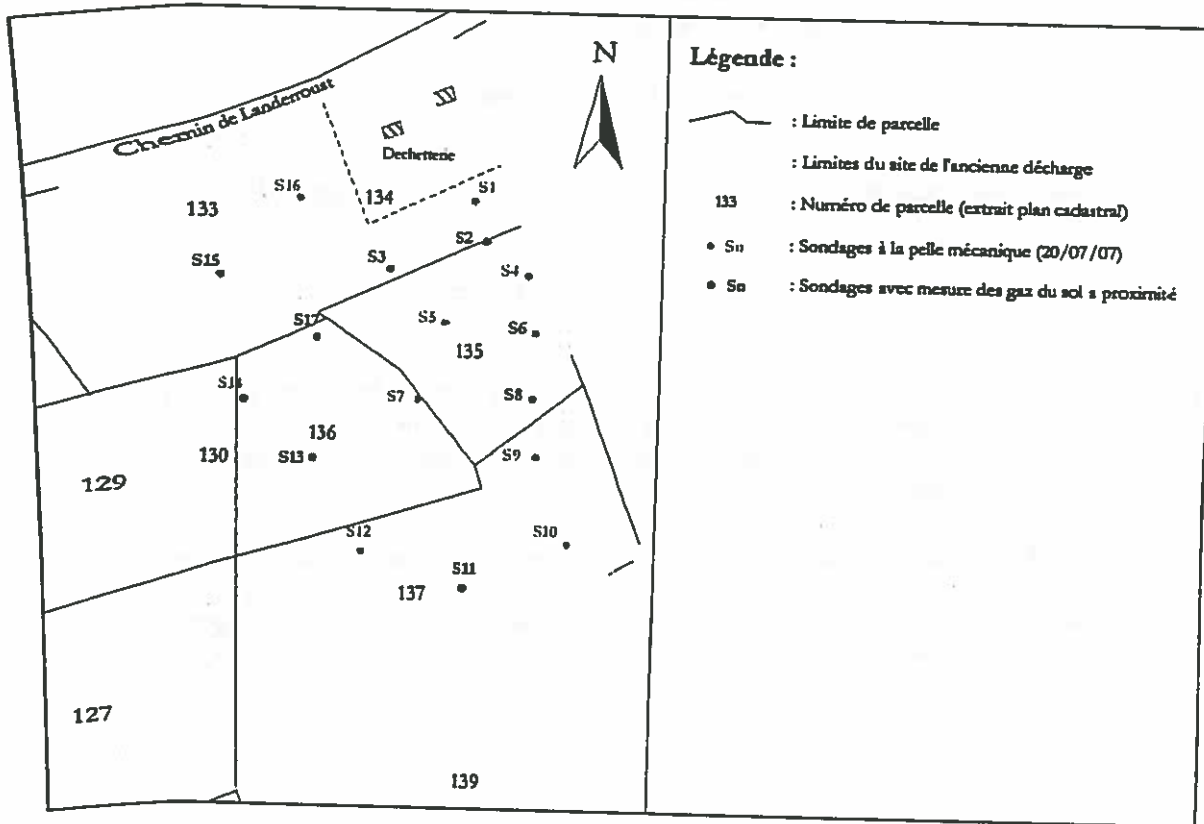 Chemin de Landerroust
N
Dechetterie
S16
134
S1
133
S2
S3
S15
S4
S17
S5
S6
135
S14
S7
S8
136
130
S13
S9
129
S12
S10
S11
137
127
139
Légende :
: Limite de parcelle
: Limites du site de l'ancienne décharge
133 : Numéro de parcelle (extrait plan cadastral)
Sn : Sondages à la pelle mécanique (20/07/07)
Sn : Sondages avec mesure des gaz du sol a proximité